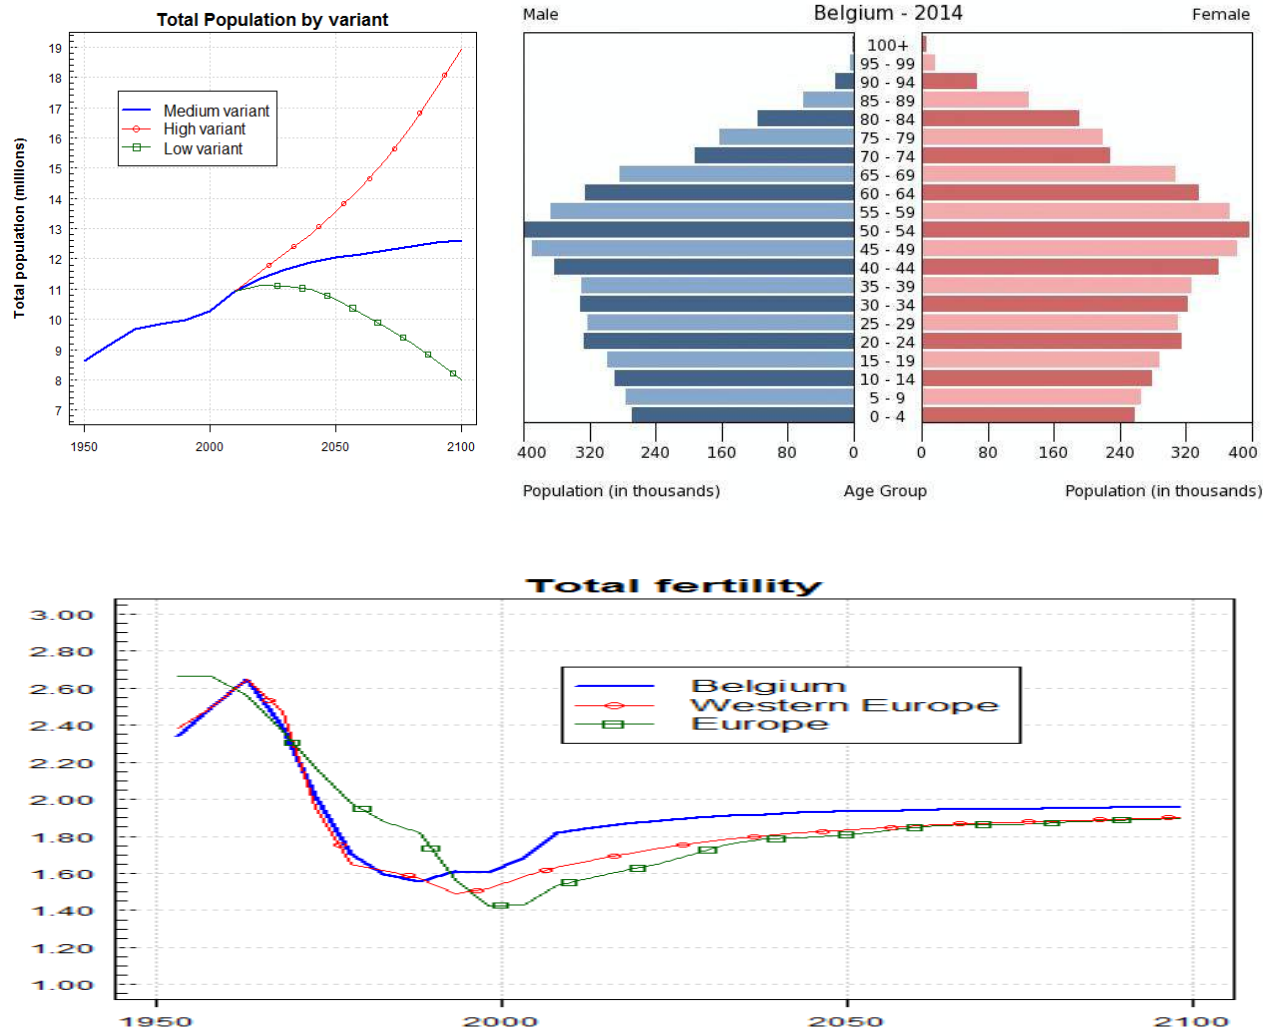 Total Population by variant
Total population (millions)
19
18
17
16
15
14
13
12
11
10
9
8
7
Medium variant
High variant
Low variant
1950 2000 2050 2100
Male Belgium - 2014 Female
100+
95 - 99
90 - 94
85 - 89
80 - 84
75 - 79
70 - 74
65 - 69
60 - 64
55 - 59
50 - 54
45 - 49
40 - 44
35 - 39
30 - 34
25 - 29
20 - 24
15 - 19
10 - 14
5 - 9
0 - 4
400 320 240 160 80 0 0 80 160 240 320 400
Population (in thousands) Age Group Population (in thousands)
Total fertility
3.00
2.80
2.60
2.40
2.20
2.00
1.80
1.60
1.40
1.20
1.00
Belgium
Western Europe
Europe
1950 2000 2050 2100